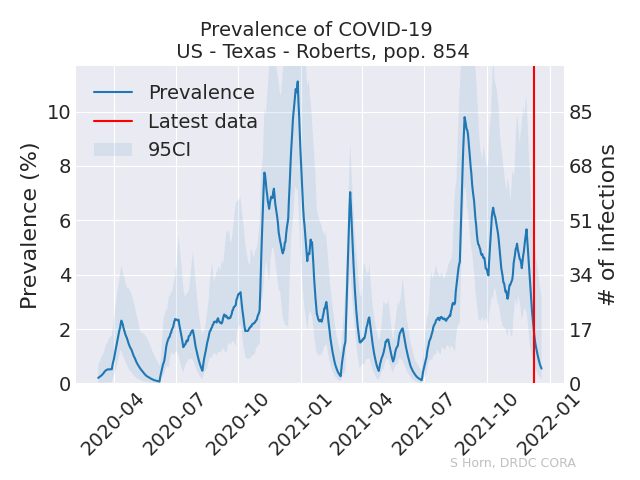 Prevalence of COVID-19
US - Texas - Roberts, pop. 854
Prevalence
Latest data
95CI
Prevalence (%)
10
8
6
4
2
0
# of infections
85
68
51
34
17
0
2020-04
2020-07
2020-10
2021-01
2021-04
2021-07
2021-10
2022-01
S Horn, DRDC CORA